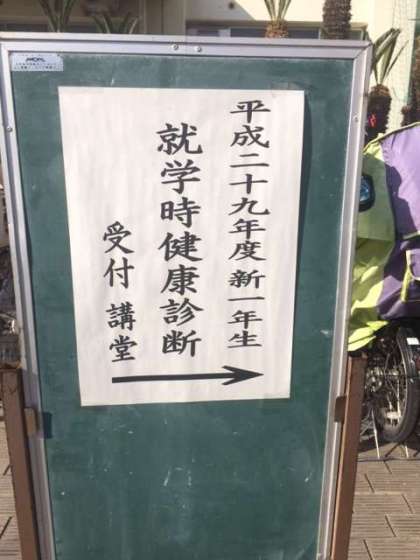 平成二十九年度 新一年生
就学時健康診断
受付 講堂